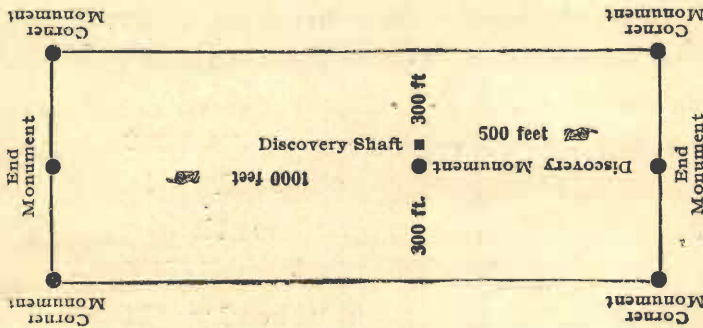 Corner
Monument
Corner
Monument
300 ft
500 feet
Discovery Shaft
Discovery Monument
End
Monument
End
Monument
1000 feet
300 ft.
Corner
Monument
Corner
Monument